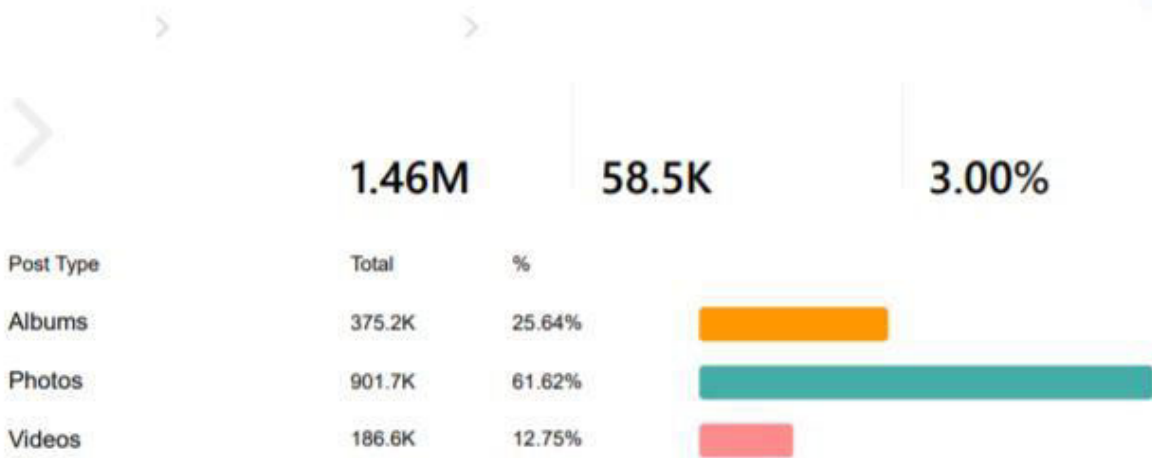 1.46M 58.5K 3.00%
Post Type Total %
Albums 375.2K 25.64%
Photos 901.7K 61.62%
Videos 186.6K 12.75%